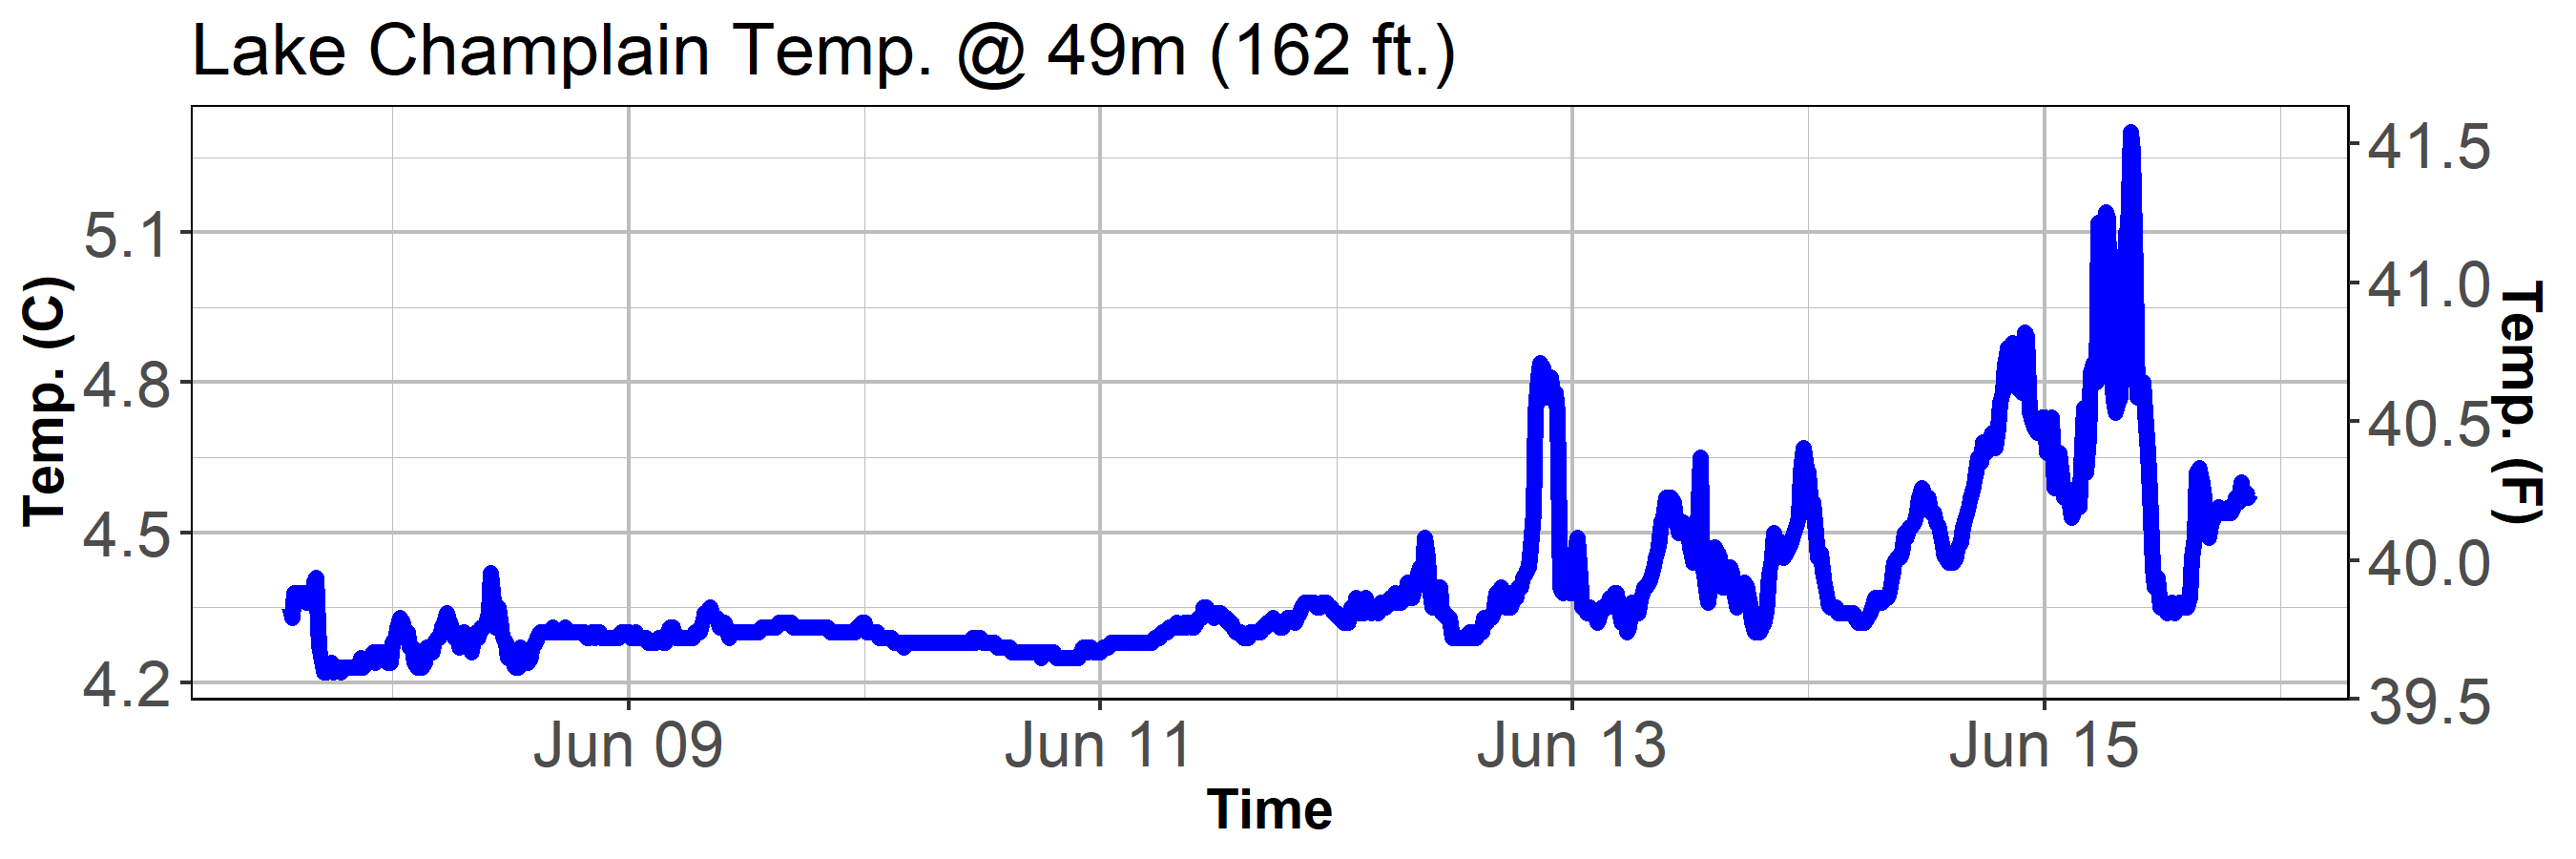 Lake Champlain Temp. @ 49m (162 ft.)
Temp. (C)
5.1
4.8
4.5
4.2
41.5
41.0
40.5
40.0
39.5
Temp. (F)
Jun 09
Jun 11
Jun 13
Jun 15
Time